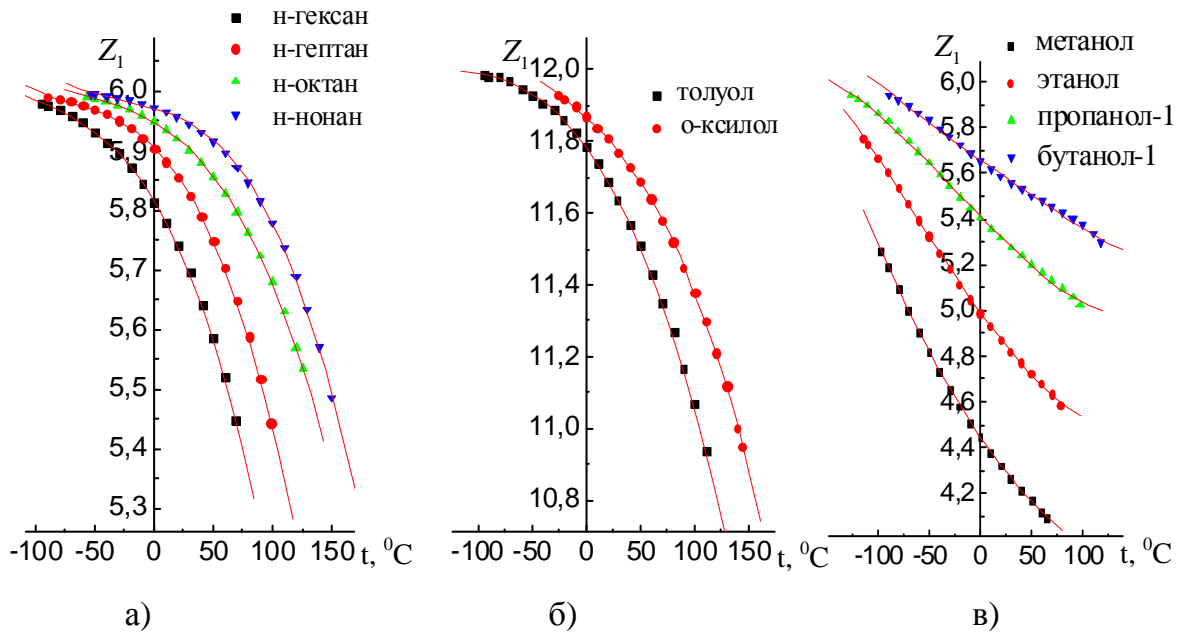 н-гексан
н-гептан
н-октан
н-нонан
Z1
6,0
5,9
5,8
5,7
5,6
5,5
5,4
5,3
-100 -50 0 50 100 150 t, ⁰C
а)
Z1
12,0
11,8
11,6
11,4
11,2
11,0
10,8
толуол
о-ксилол
-100 -50 0 50 100 150 t, ⁰C
б)
Z1
метанол
этанол
пропанол-1
бутанол-1
6,0
5,8
5,6
5,4
5,2
5,0
4,8
4,6
4,4
4,2
-100 -50 0 50 100 t, ⁰C
в)